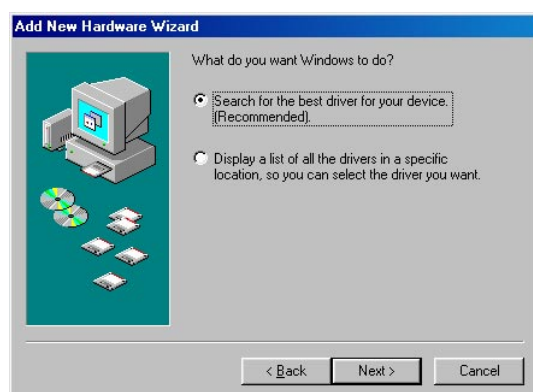 Add New Hardware Wizard
What do you want Windows to do?
Search for the best driver for your device.
(Recommended).
Display a list of all the drivers in a specific
location, so you can select the driver you want.
< Back
Next >
Cancel